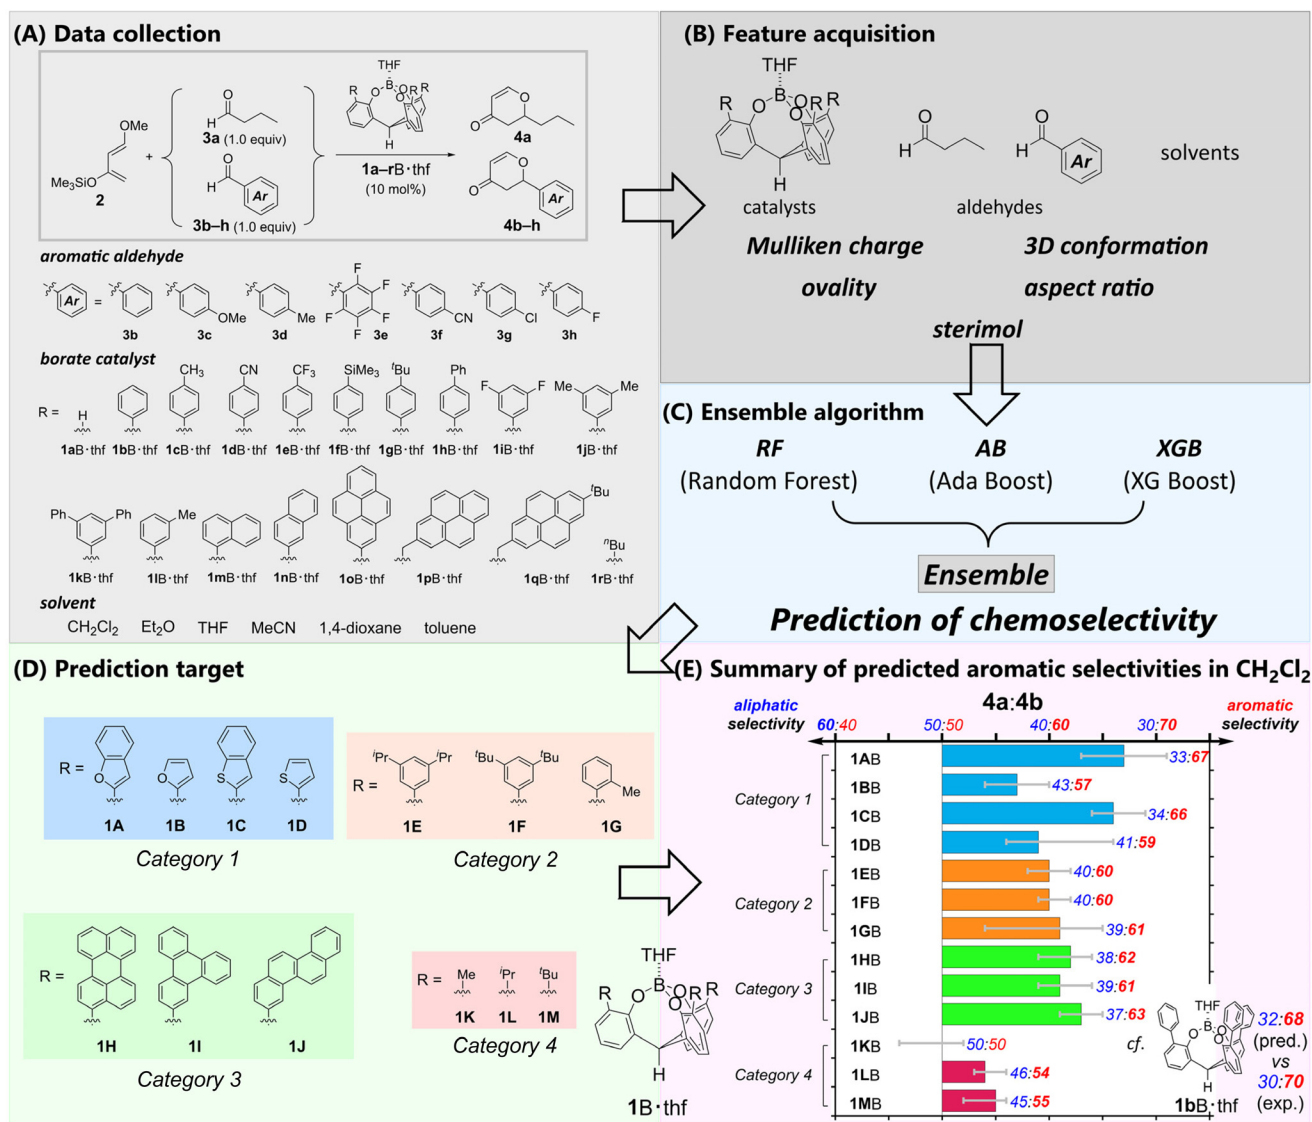 (A) Data collection
OMe
Me3SiO
2
+
O
H
3a (1.0 equiv)
O
H
Ar
3b–h (1.0 equiv)
THF
B
O
O
O
R
R
R
H
1a–rB·thf
(10 mol%)
O
O
4a
O
O
Ar
4b–h
aromatic aldehyde
Ar =
3b
OMe
3c
Me
3d
F
F
F
F
F
3e
CN
3f
Cl
3g
F
3h
borate catalyst
R =
H
CH3
CN
CF3
SiMe3
tBu
Ph
F F
Me Me
1aB·thf 1bB·thf 1cB·thf 1dB·thf 1eB·thf 1fB·thf 1gB·thf 1hB·thf 1iB·thf 1jB·thf
Ph Ph
Me
tBu
nBu
1kB·thf 1lB·thf 1mB·thf 1nB·thf 1oB·thf 1pB·thf 1qB·thf 1rB·thf
solvent
CH2Cl2 Et2O THF MeCN 1,4-dioxane toluene
(B) Feature acquisition
THF
B
O
O
O
R
R
R
H
catalysts
O
H
O
H
Ar
aldehydes
solvents
Mulliken charge 3D conformation
ovality aspect ratio
sterimol
(C) Ensemble algorithm
RF AB XGB
(Random Forest) (Ada Boost) (XG Boost)
Ensemble
Prediction of chemoselectivity
(D) Prediction target
R =
O
O
S
S
1A 1B 1C 1D
Category 1
R =
iPr iPr
tBu tBu
Me
1E 1F 1G
Category 2
R =
1H 1I 1J
Category 3
R = Me iPr tBu
1K 1L 1M
Category 4
THF
B
O
O
O
R
R
R
H
1B·thf
(E) Summary of predicted aromatic selectivities in CH2Cl2
4a:4b
aliphatic
selectivity
aromatic
selectivity
60:40 50:50 40:60 30:70
Category 1
1AB 33:67
1BB 43:57
1CB 34:66
1DB 41:59
Category 2
1EB 40:60
1FB 40:60
1GB 39:61
Category 3
1HB 38:62
1IB 39:61
1JB 37:63
Category 4
1KB 50:50
1LB 46:54
1MB 45:55
cf.
THF
B
O
O
O
H
1bB·thf
32:68
(pred.)
vs
30:70
(exp.)